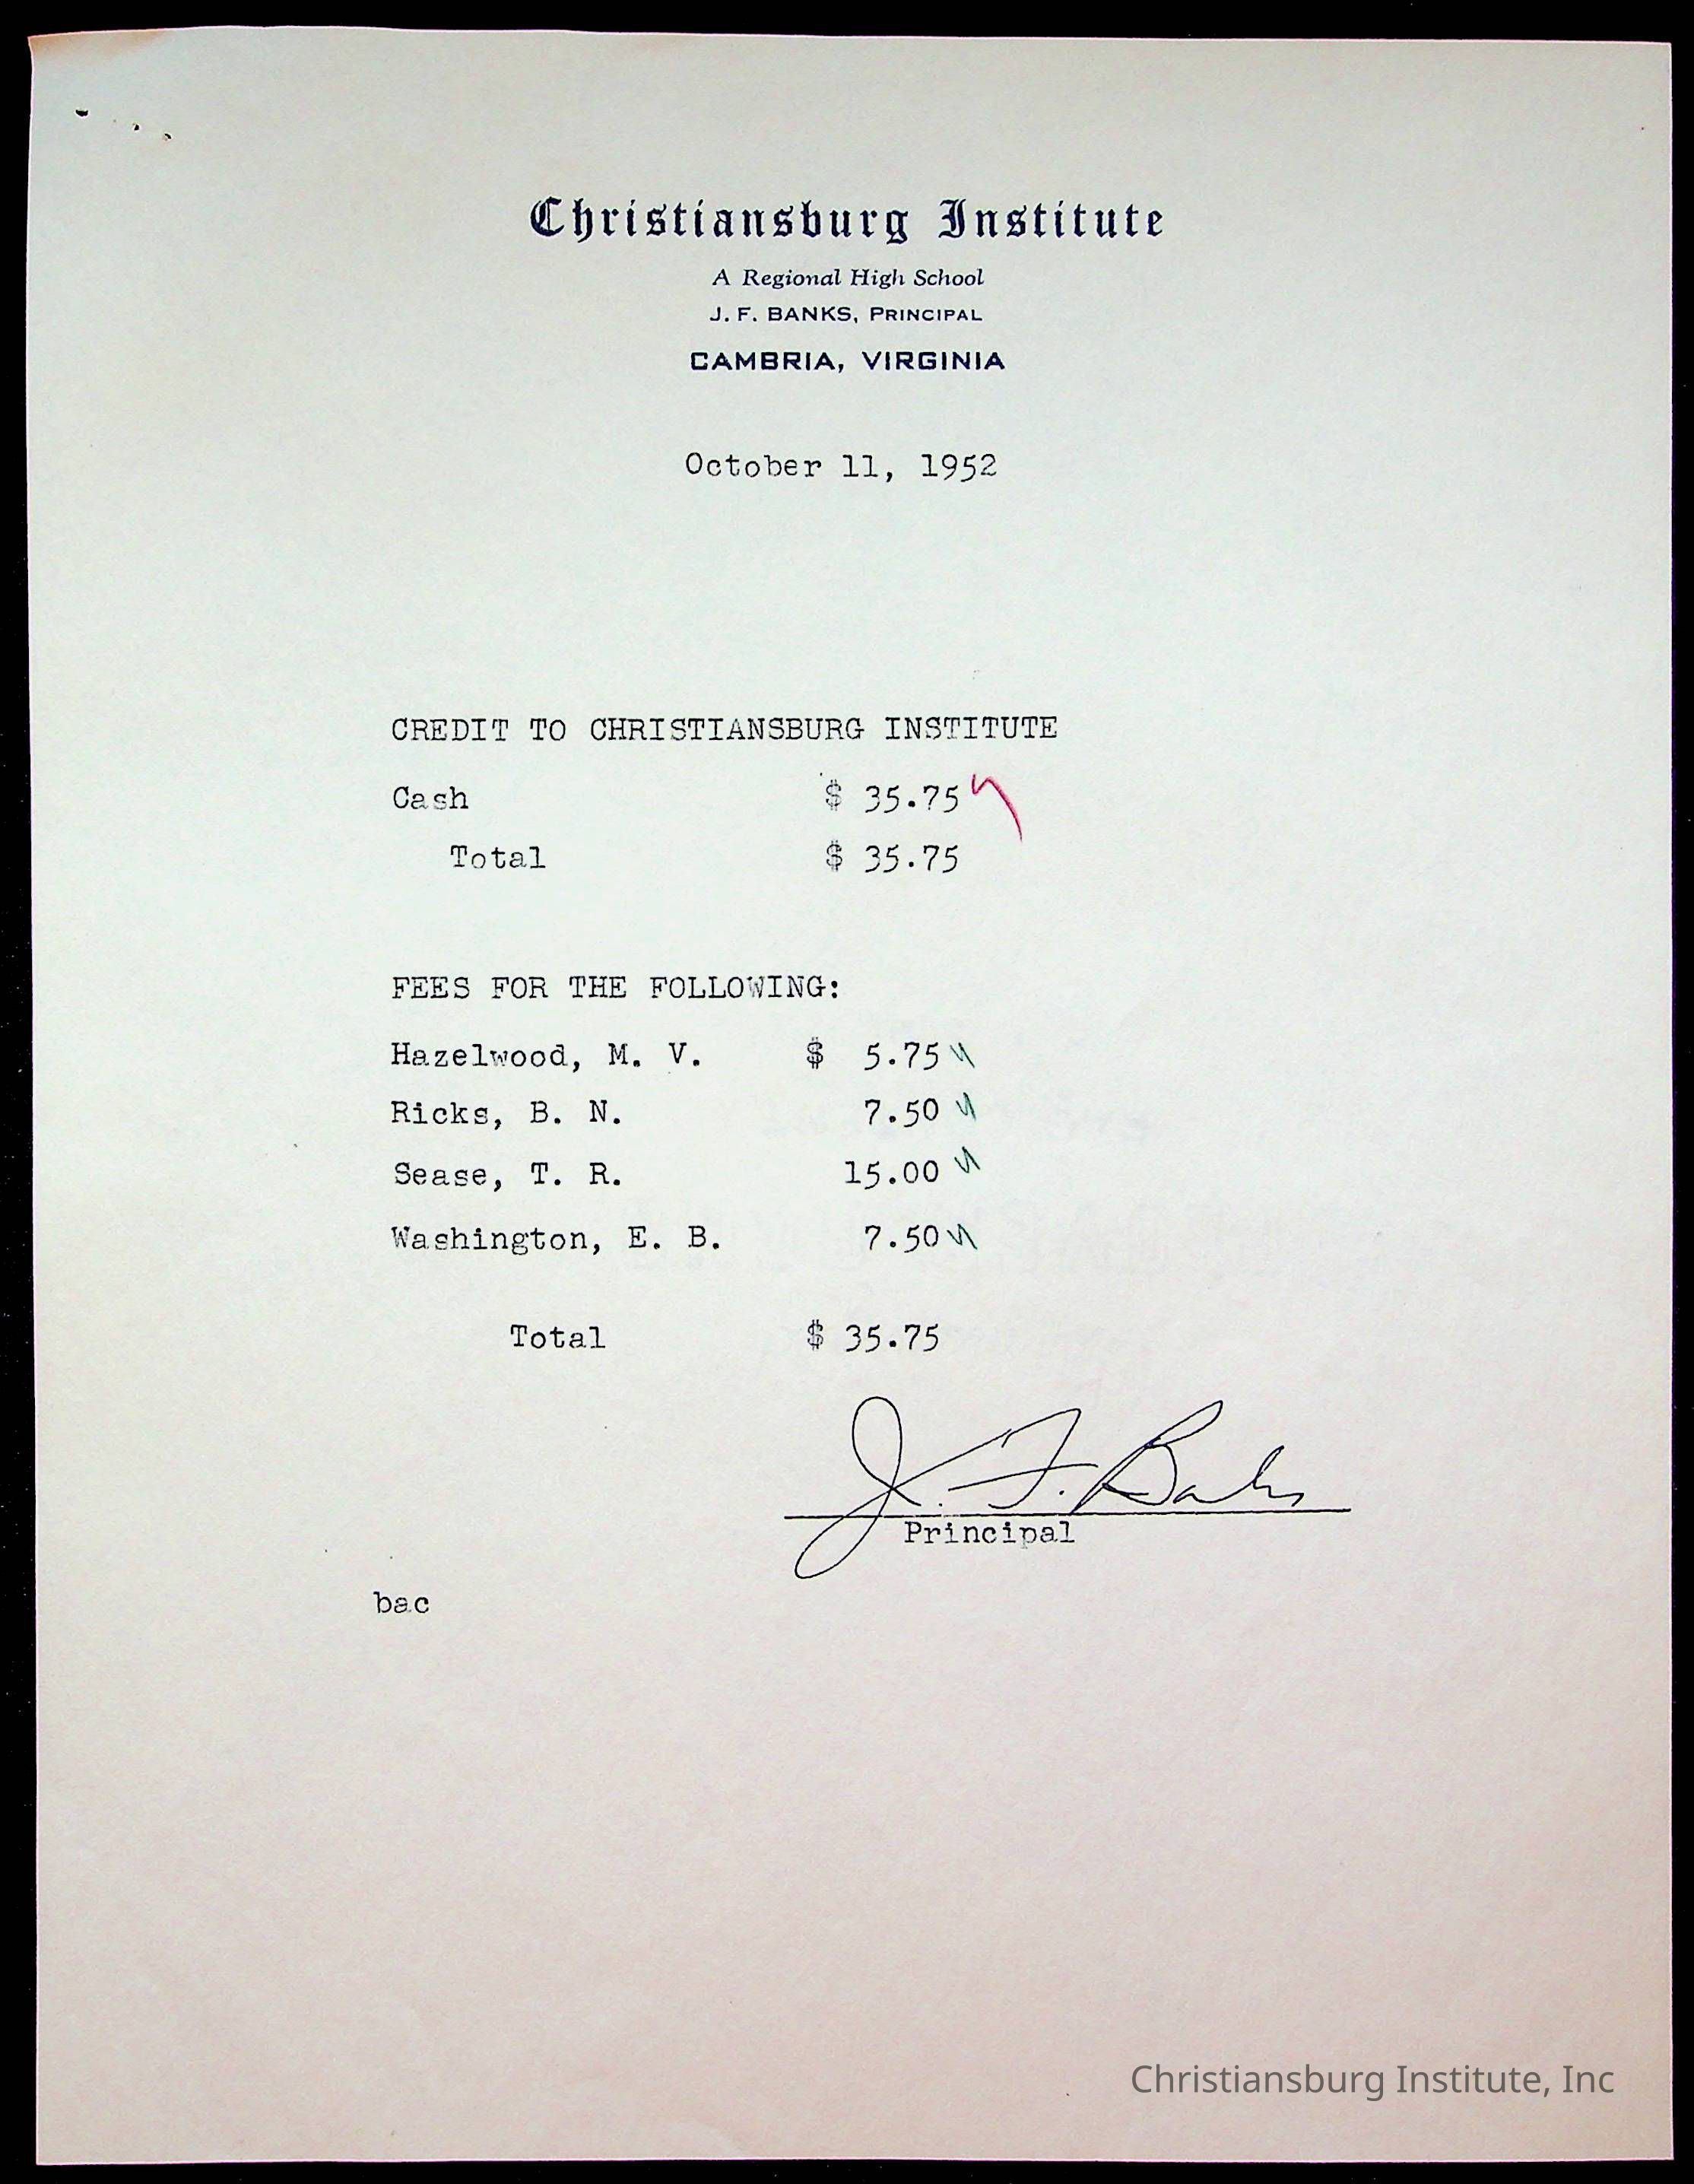 Christiansburg Institute
A Regional High School
J. F. BANKS, PRINCIPAL
CAMBRIA, VIRGINIA
October 11, 1952
CREDIT TO CHRISTIANSBURG INSTITUTE
Cash $ 35.75
Total $ 35.75
FEES FOR THE FOLLOWING:
Hazelwood, M. V. $ 5.75
Ricks, B. N. 7.50
Sease, T. R. 15.00
Washington, E. B. 7.50
Total $ 35.75
J. F. Banks
Principal
bac
Christiansburg Institute, Inc